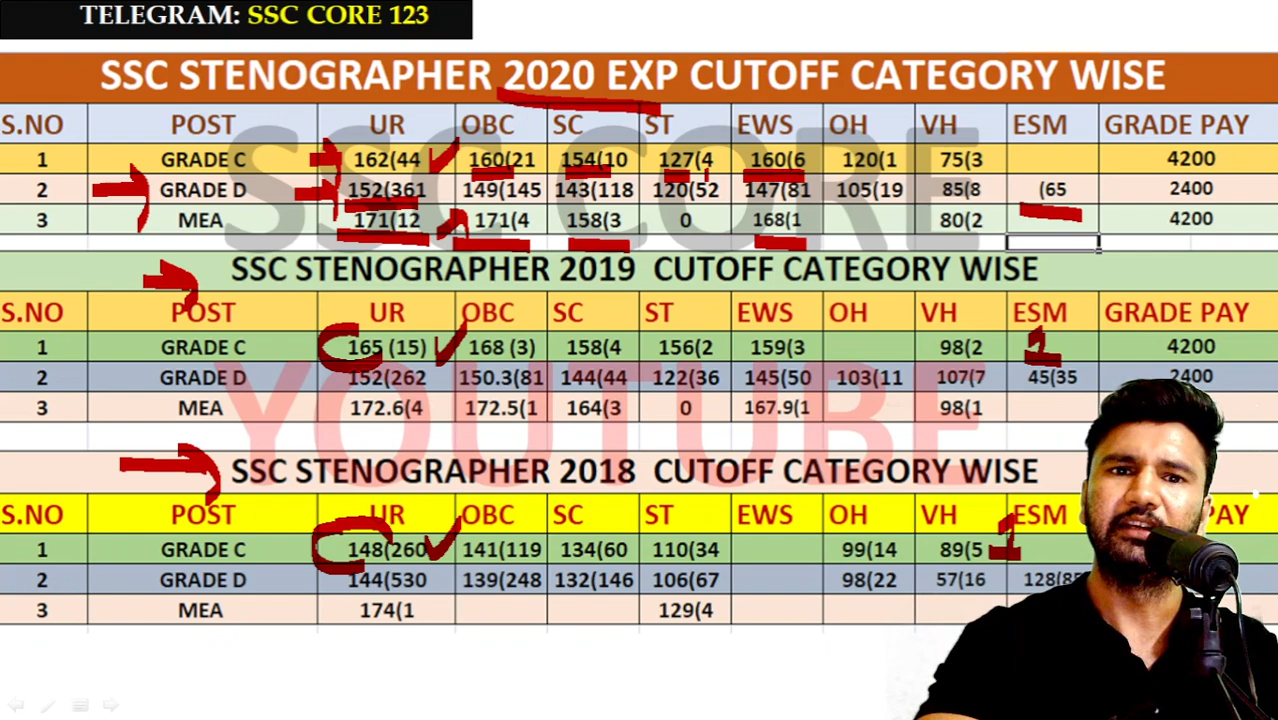 TELEGRAM: SSC CORE 123
SSC STENOGRAPHER 2020 EXP CUTOFF CATEGORY WISE
S.NO POST UR OBC SC ST EWS OH VH ESM GRADE PAY
1 GRADE C 162(44 160(21 154(10 127(4 160(6 120(1 75(3 4200
2 GRADE D 152(361 149(145 143(118 120(52 147(81 105(19 85(8 (65 2400
3 MEA 171(12 171(4 158(3 0 168(1 80(2 4200
SSC STENOGRAPHER 2019 CUTOFF CATEGORY WISE
S.NO POST UR OBC SC ST EWS OH VH ESM GRADE PAY
1 GRADE C 165 (15) 168 (3) 158(4 156(2 159(3 98(2 4200
2 GRADE D 152(262 150.3(81 144(44 122(36 145(50 103(11 107(7 45(35 2400
3 MEA 172.6(4 172.5(1 164(3 0 167.9(1 98(1
SSC STENOGRAPHER 2018 CUTOFF CATEGORY WISE
S.NO POST UR OBC SC ST EWS OH VH ESM PAY
1 GRADE C 148(260 141(119 134(60 110(34 99(14 89(5
2 GRADE D 144(530 139(248 132(146 106(67 98(22 57(16
3 MEA 174(1 129(4
SSC CORE
YOUTUBE